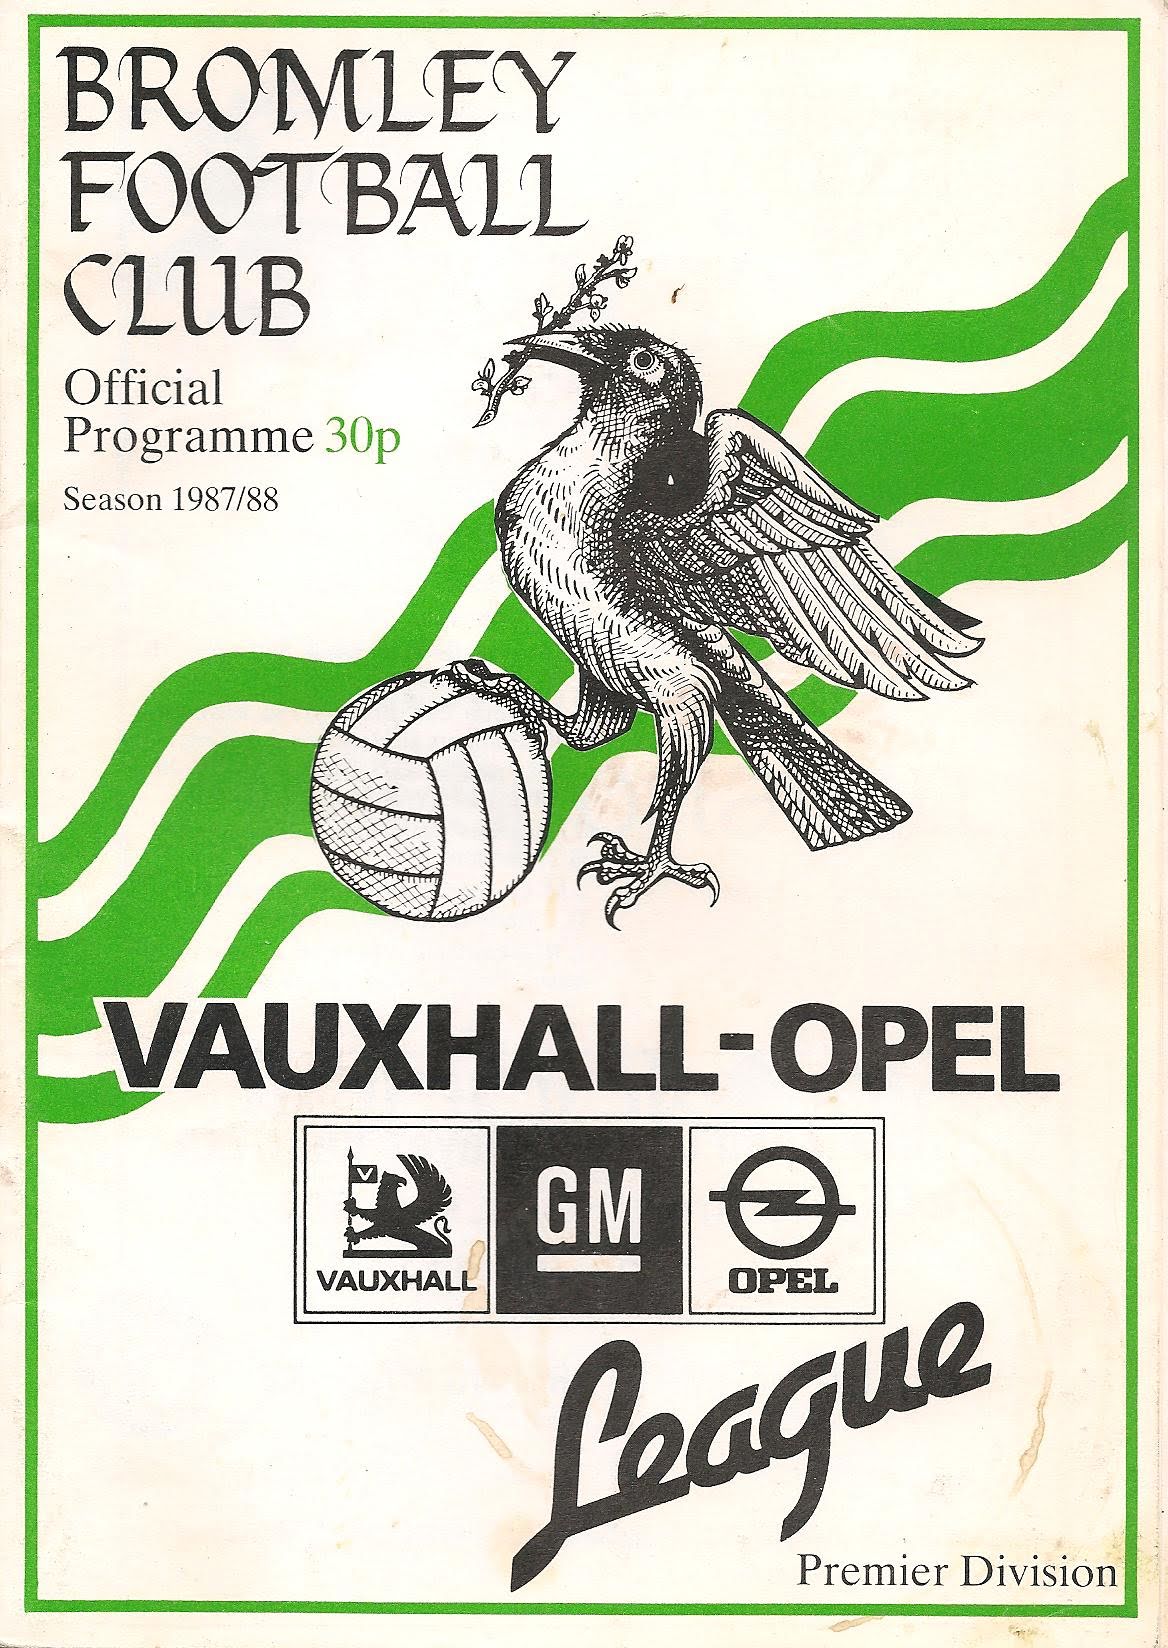 BROMLEY
FOOTBALL
CLUB
Official
Programme 30p
Season 1987/88
VAUXHALL-OPEL
V
VAUXHALL
GM
OPEL
League
Premier Division